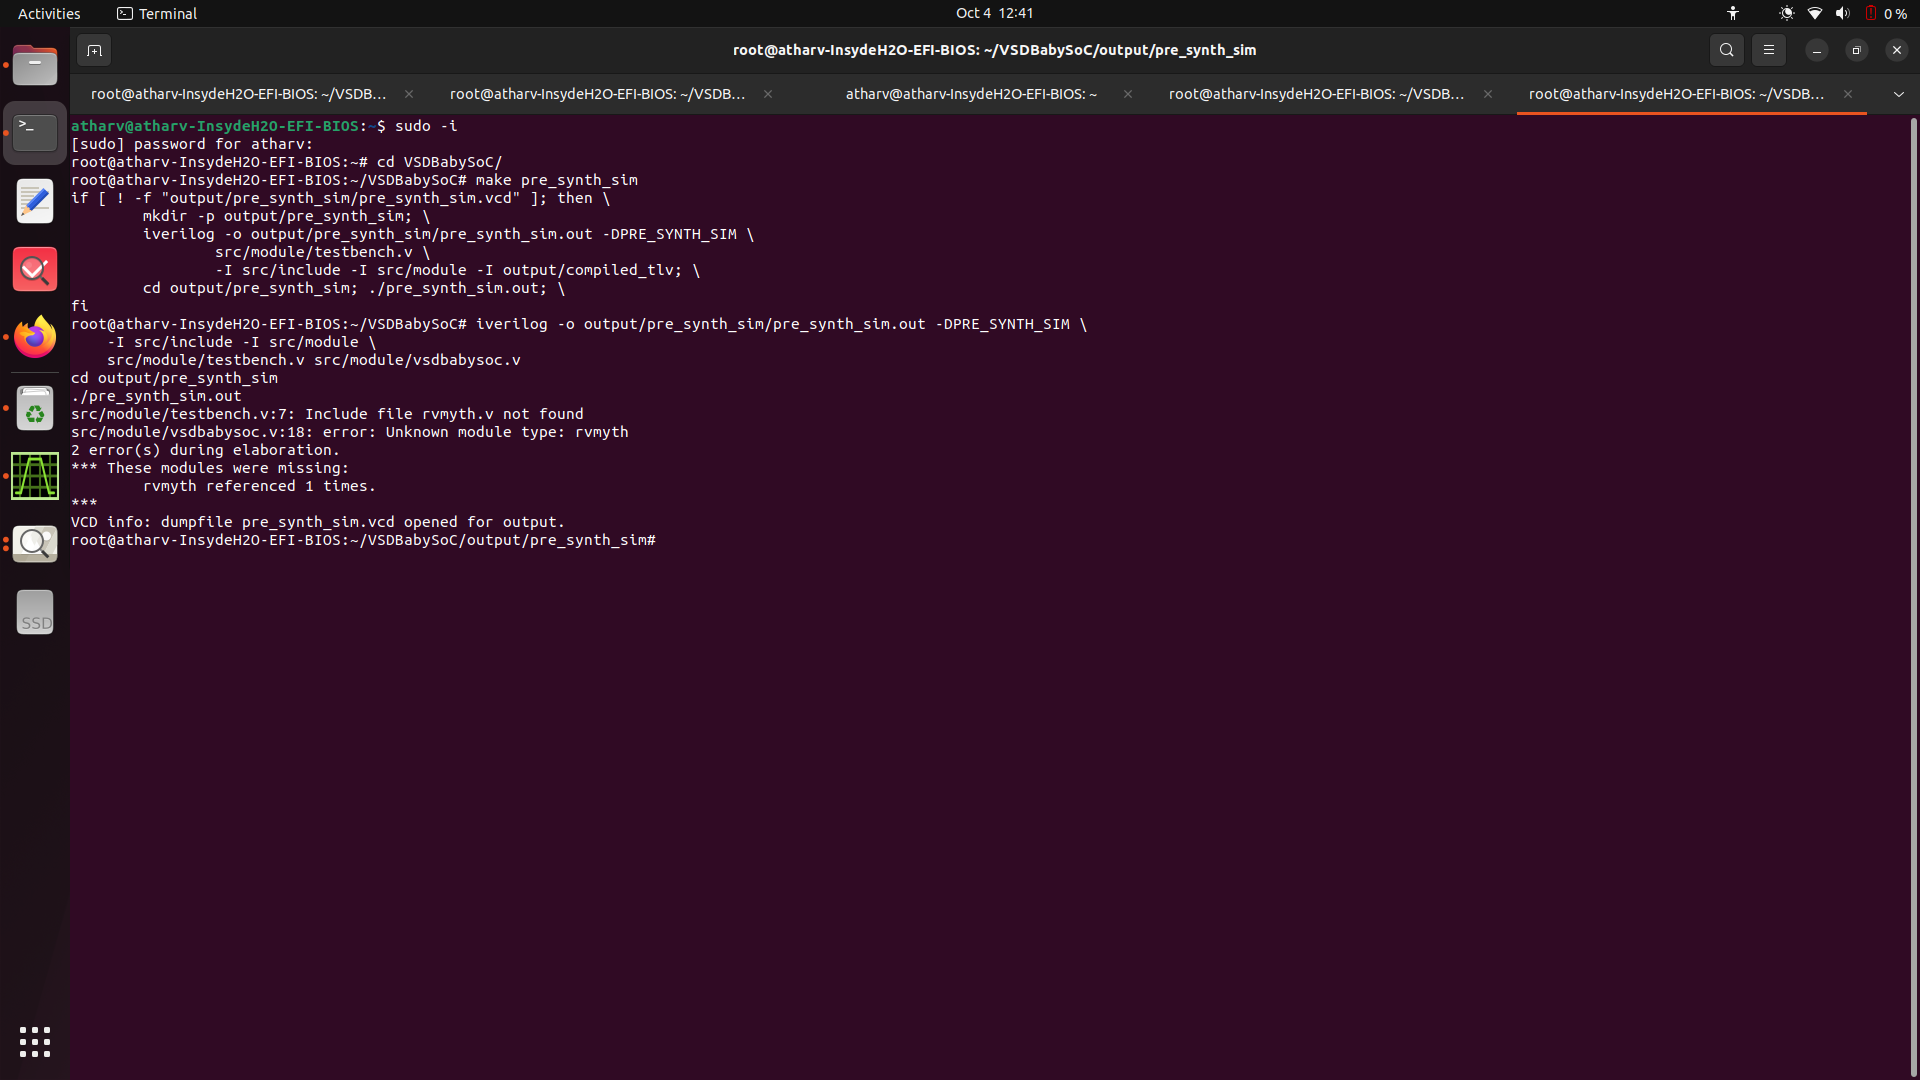 Activities
Terminal
Oct 4 12:41
0 %
root@atharv-InsydeH2O-EFI-BIOS: ~/VSDBabySoC/output/pre_synth_sim
root@atharv-InsydeH2O-EFI-BIOS: ~/VSDB...
root@atharv-InsydeH2O-EFI-BIOS: ~/VSDB...
atharv@atharv-InsydeH2O-EFI-BIOS: ~
root@atharv-InsydeH2O-EFI-BIOS: ~/VSDB...
root@atharv-InsydeH2O-EFI-BIOS: ~/VSDB...
atharv@atharv-InsydeH2O-EFI-BIOS:~$ sudo -i
[sudo] password for atharv:
root@atharv-InsydeH2O-EFI-BIOS:~# cd VSDBabySoC/
root@atharv-InsydeH2O-EFI-BIOS:~/VSDBabySoC# make pre_synth_sim
if [ ! -f "output/pre_synth_sim/pre_synth_sim.vcd" ]; then \
mkdir -p output/pre_synth_sim; \
iverilog -o output/pre_synth_sim/pre_synth_sim.out -DPRE_SYNTH_SIM \
src/module/testbench.v \
-I src/include -I src/module -I output/compiled_tlv; \
cd output/pre_synth_sim; ./pre_synth_sim.out; \
fi
root@atharv-InsydeH2O-EFI-BIOS:~/VSDBabySoC# iverilog -o output/pre_synth_sim/pre_synth_sim.out -DPRE_SYNTH_SIM \
-I src/include -I src/module \
src/module/testbench.v src/module/vsdbabysoc.v
cd output/pre_synth_sim
./pre_synth_sim.out
src/module/testbench.v:7: Include file rvmyth.v not found
src/module/vsdbabysoc.v:18: error: Unknown module type: rvmyth
2 error(s) during elaboration.
*** These modules were missing:
rvmyth referenced 1 times.
***
VCD info: dumpfile pre_synth_sim.vcd opened for output.
root@atharv-InsydeH2O-EFI-BIOS:~/VSDBabySoC/output/pre_synth_sim#
SSD